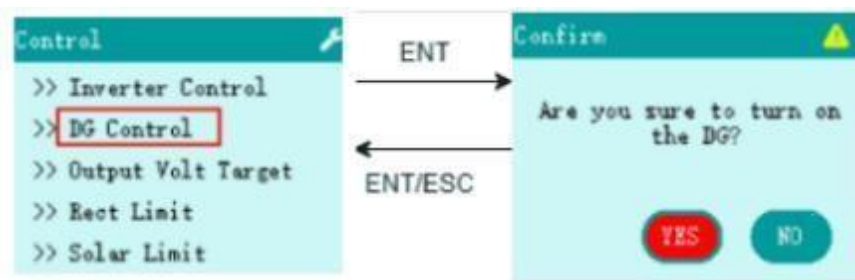 Control
>> Inverter Control
>> DG Control
>> Output Volt Target
>> Rect Limit
>> Solar Limit
ENT
ENT/ESC
Confirm
Are you sure to turn on
the DG?
YES
NO